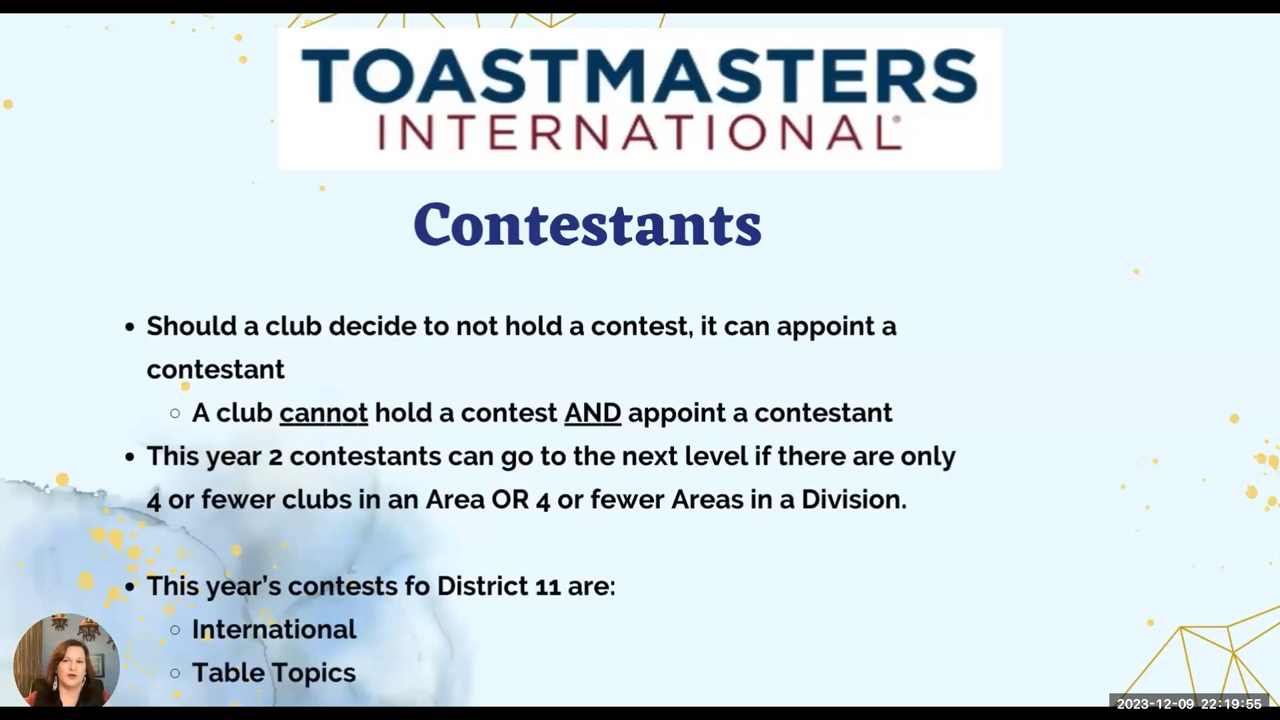 TOASTMASTERS
INTERNATIONAL®
Contestants
• Should a club decide to not hold a contest, it can appoint a
contestant
○ A club cannot hold a contest AND appoint a contestant
• This year 2 contestants can go to the next level if there are only
4 or fewer clubs in an Area OR 4 or fewer Areas in a Division.
• This year's contests fo District 11 are:
○ International
○ Table Topics
2023-12-09 22:19:55